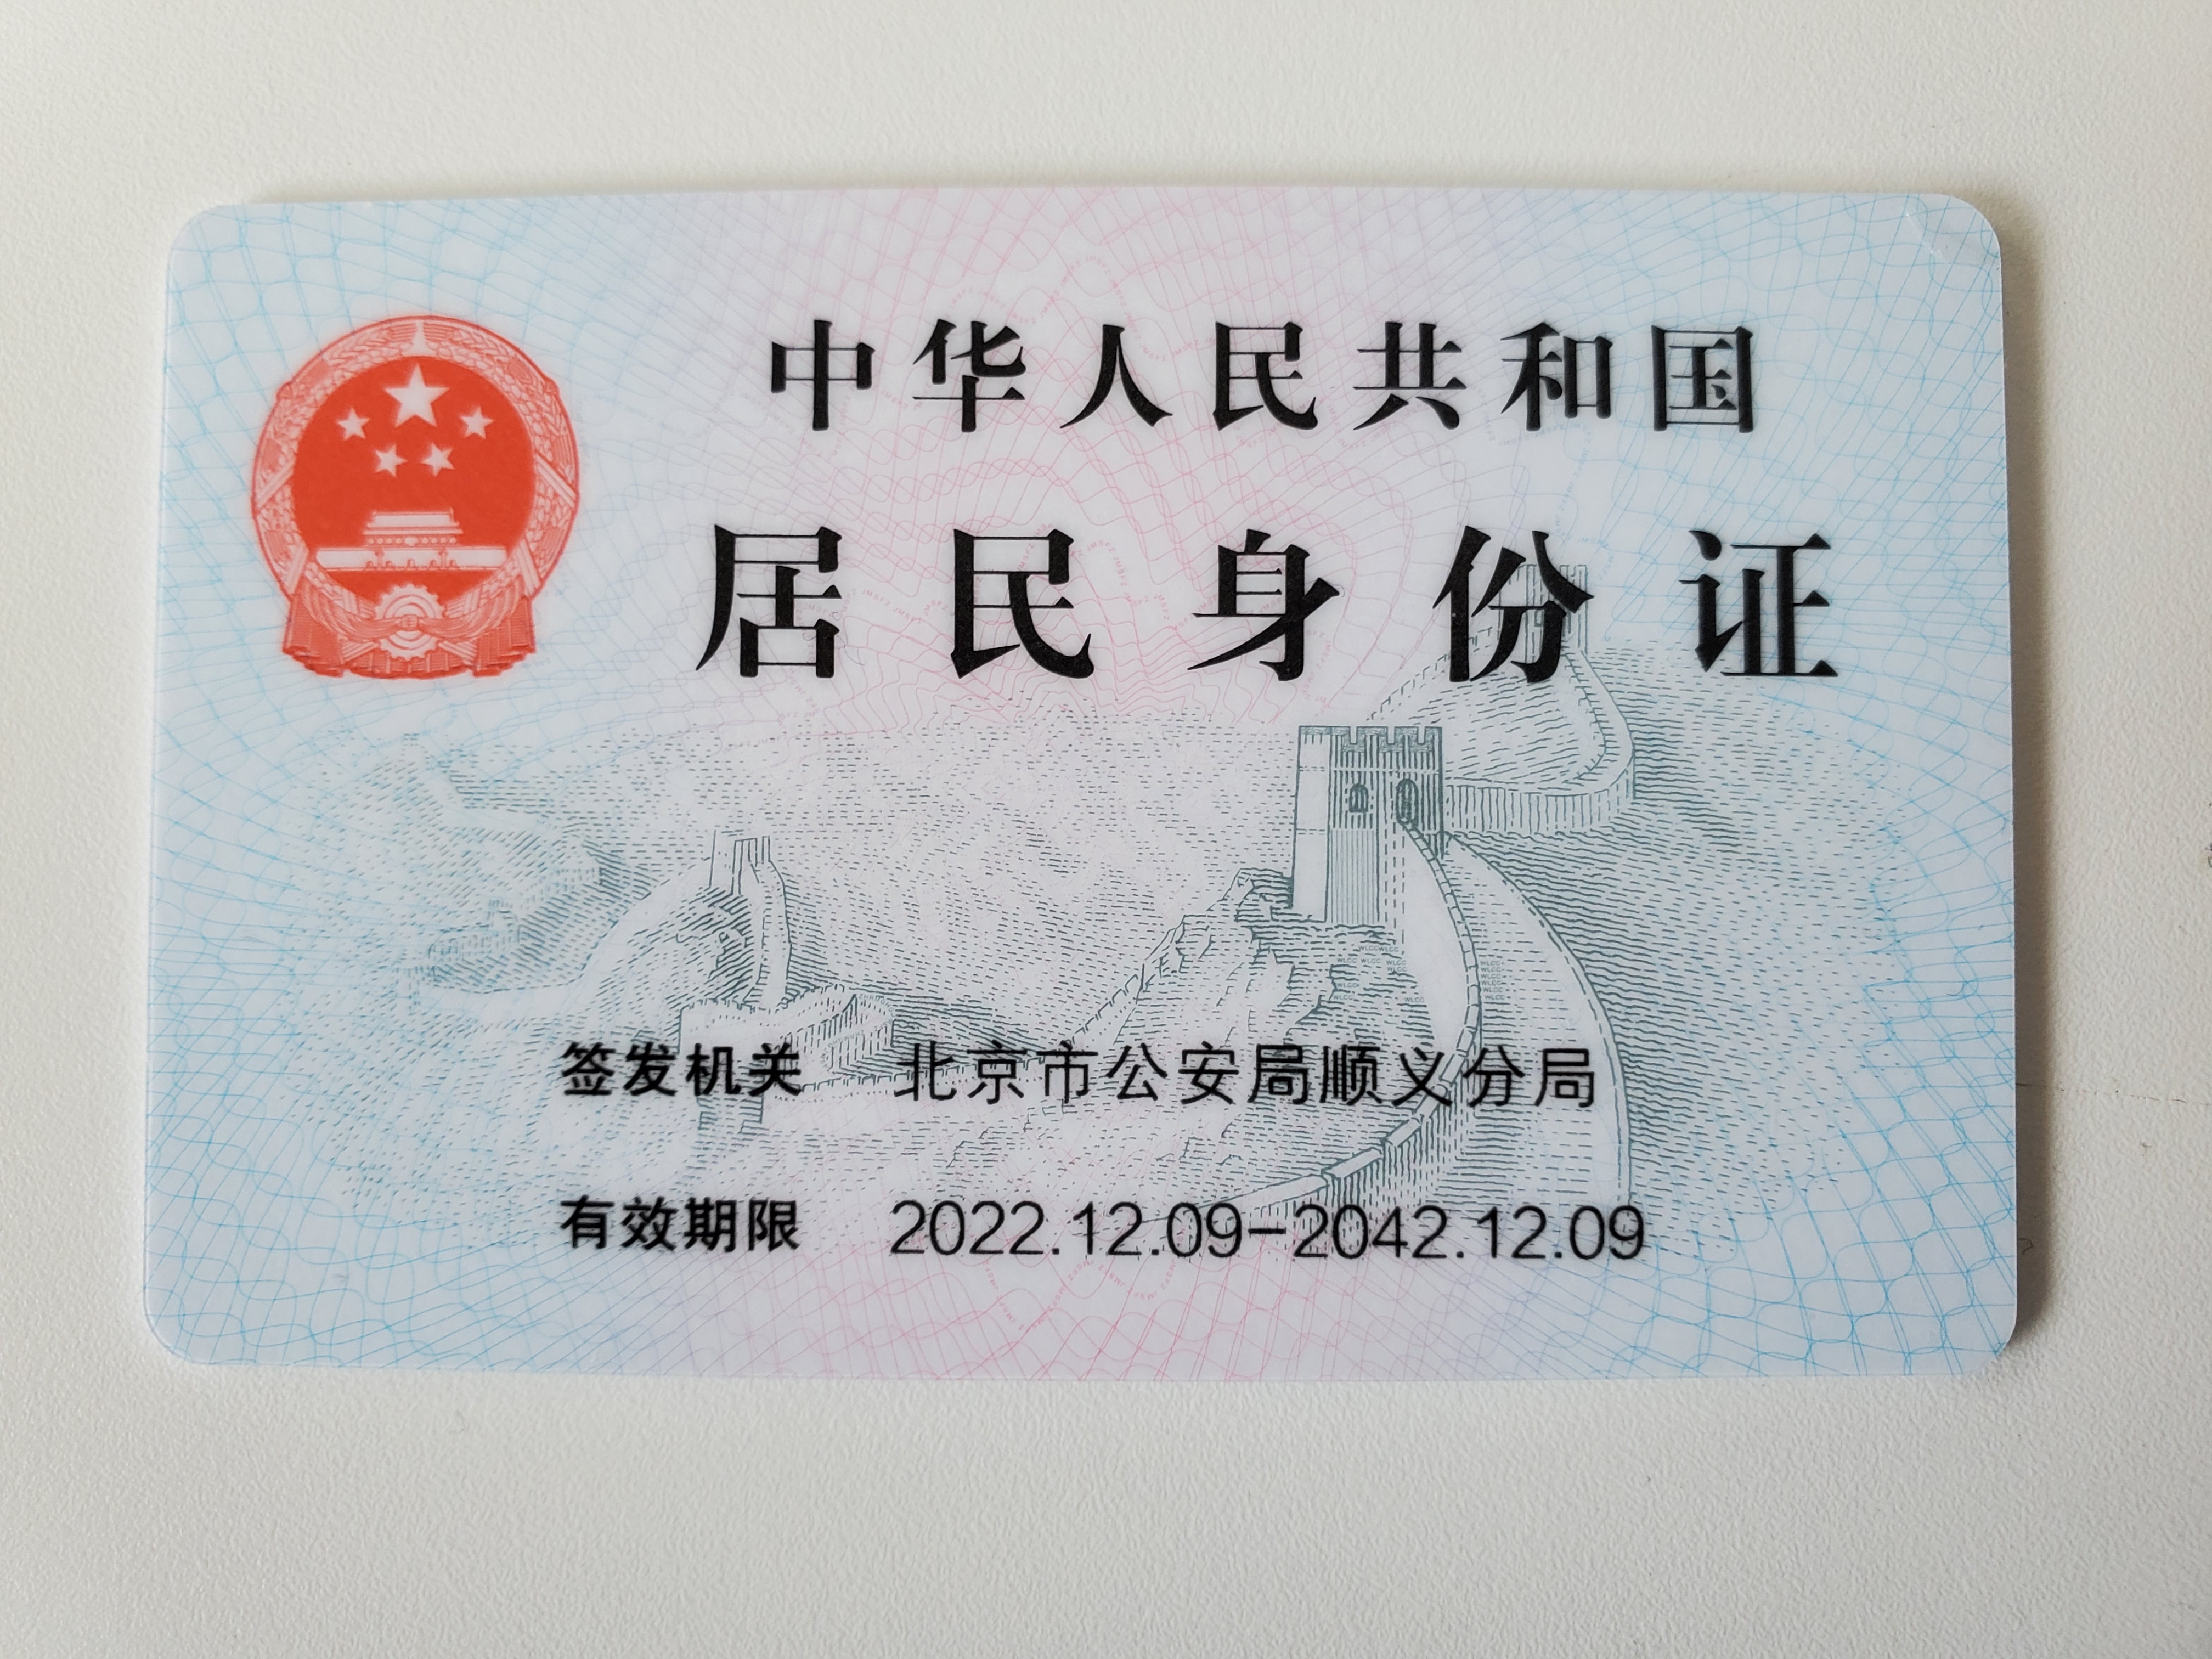 中华人民共和国
居民身份证
签发机关 北京市公安局顺义分局
有效期限 2022.12.09-2042.12.09